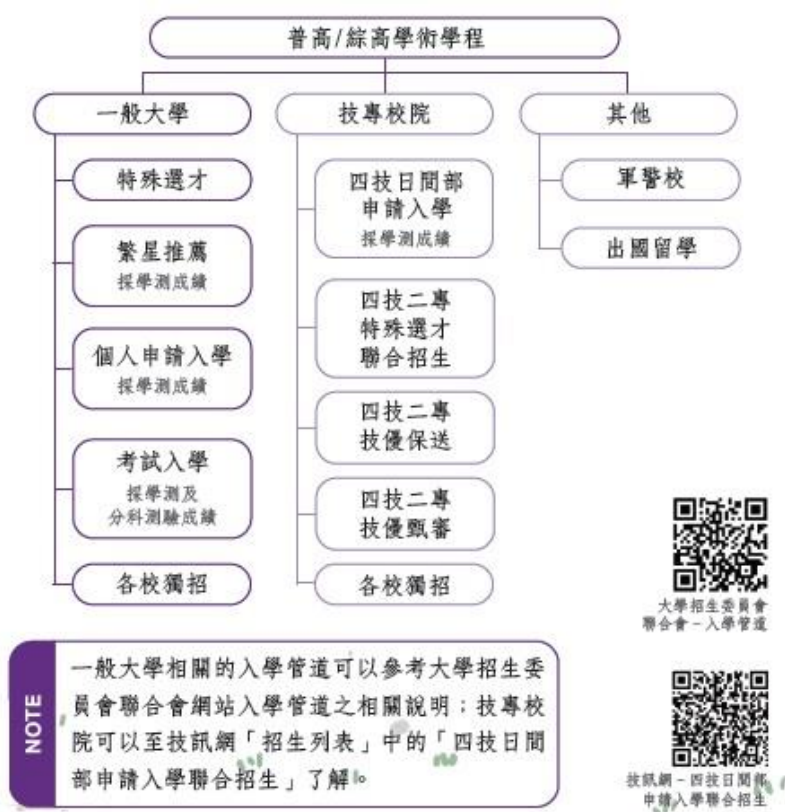 普高/綜高學術學程
一般大學
特殊選才
繁星推薦
採學測成績
個人申請入學
採學測成績
考試入學
採學測及
分科測驗成績
各校獨招
技專校院
四技日間部
申請入學
採學測成績
四技二專
特殊選才
聯合招生
四技二專
技優保送
四技二專
技優甄審
各校獨招
其他
軍警校
出國留學
大學招生委員會
聯合會-入學管道
NOTE
一般大學相關的入學管道可以參考大學招生委
員會聯合會網站入學管道之相關說明；技專校
院可以至技訊網「招生列表」中的「四技日間
部申請入學聯合招生」了解。
技訊網-四技日間部
申請入學聯合招生